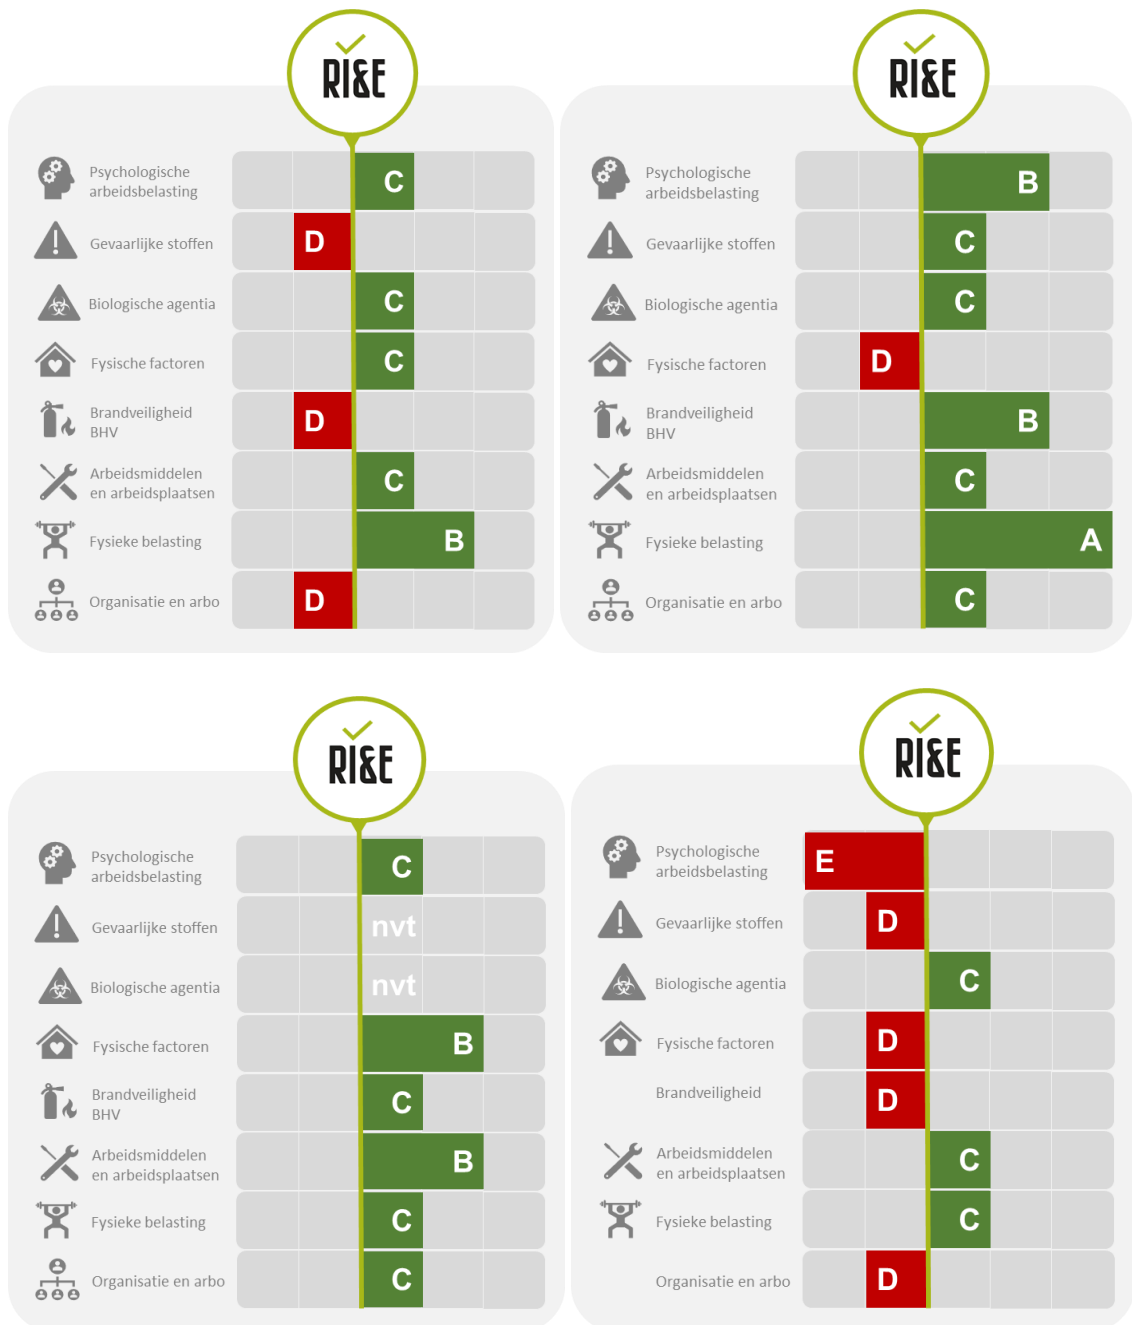 RI&E
Psychologische
arbeidsbelasting
C
Gevaarlijke stoffen
D
Biologische agentia
C
Fysische factoren
C
Brandveiligheid
BHV
D
Arbeidsmiddelen
en arbeidsplaatsen
C
Fysieke belasting
B
Organisatie en arbo
D
RI&E
Psychologische
arbeidsbelasting
B
Gevaarlijke stoffen
C
Biologische agentia
C
Fysische factoren
D
Brandveiligheid
BHV
B
Arbeidsmiddelen
en arbeidsplaatsen
C
Fysieke belasting
A
Organisatie en arbo
C
RI&E
Psychologische
arbeidsbelasting
C
Gevaarlijke stoffen
nvt
Biologische agentia
nvt
Fysische factoren
B
Brandveiligheid
BHV
C
Arbeidsmiddelen
en arbeidsplaatsen
B
Fysieke belasting
C
Organisatie en arbo
C
RI&E
Psychologische
arbeidsbelasting
E
Gevaarlijke stoffen
D
Biologische agentia
C
Fysische factoren
D
Brandveiligheid
D
Arbeidsmiddelen
en arbeidsplaatsen
C
Fysieke belasting
C
Organisatie en arbo
D